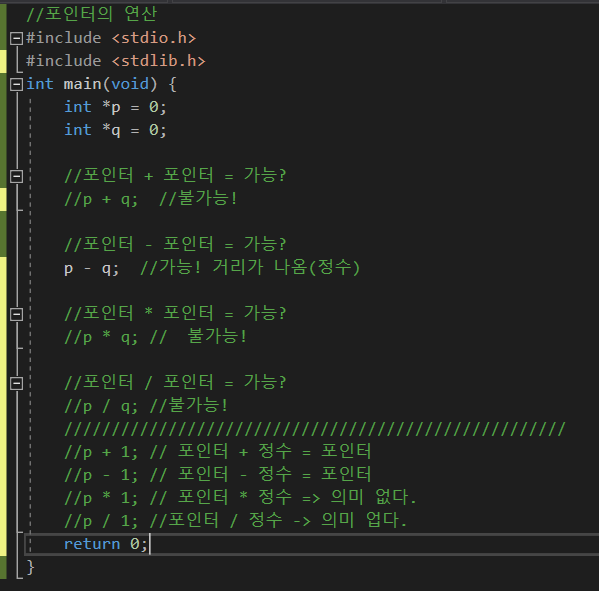 //포인터의 연산
#include <stdio.h>
#include <stdlib.h>
int main(void) {
int *p = 0;
int *q = 0;
//포인터 + 포인터 = 가능?
//p + q;  //불가능!
//포인터 - 포인터 = 가능?
p - q;  //가능! 거리가 나옴(정수)
//포인터 * 포인터 = 가능?
//p * q; //  불가능!
//포인터 / 포인터 = 가능?
//p / q; //불가능!
/////////////////////////////////////////////////////
//p + 1; // 포인터 + 정수 = 포인터
//p - 1; // 포인터 - 정수 = 포인터
//p * 1; // 포인터 * 정수 => 의미 없다.
//p / 1; //포인터 / 정수 -> 의미 업다.
return 0;
}